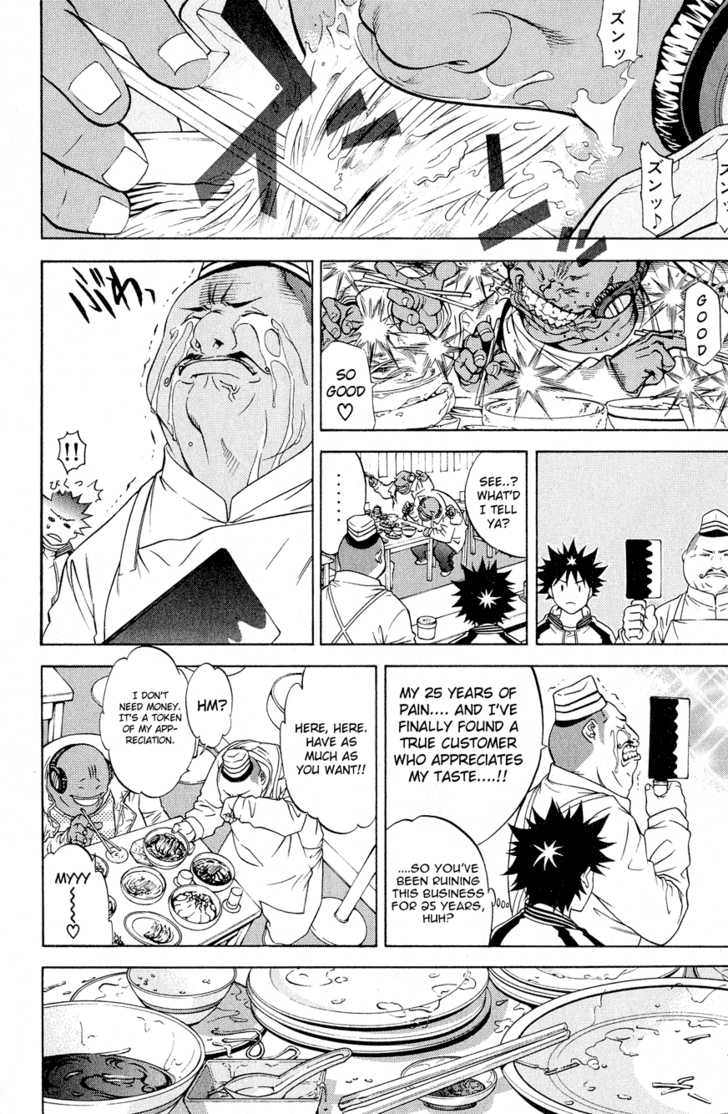 ズンッ
ズンッ♪
ズンッ♪
ズン
GOOD
SO
GOOD
♡
ぶわっ
!!
SEE..?
WHAT'D
I TELL
YA?
......
MY 25 YEARS OF
PAIN.... AND I'VE
FINALLY FOUND A
TRUE CUSTOMER
WHO APPRECIATES
MY TASTE....!!
....SO YOU'VE
BEEN RUINING
THIS BUSINESS
FOR 25 YEARS,
HUH?
HERE, HERE.
HAVE AS
MUCH AS
YOU WANT!!
HM?
I DON'T
NEED MONEY.
IT'S A TOKEN
OF MY APP-
RECIATION.
MYYY
~♡